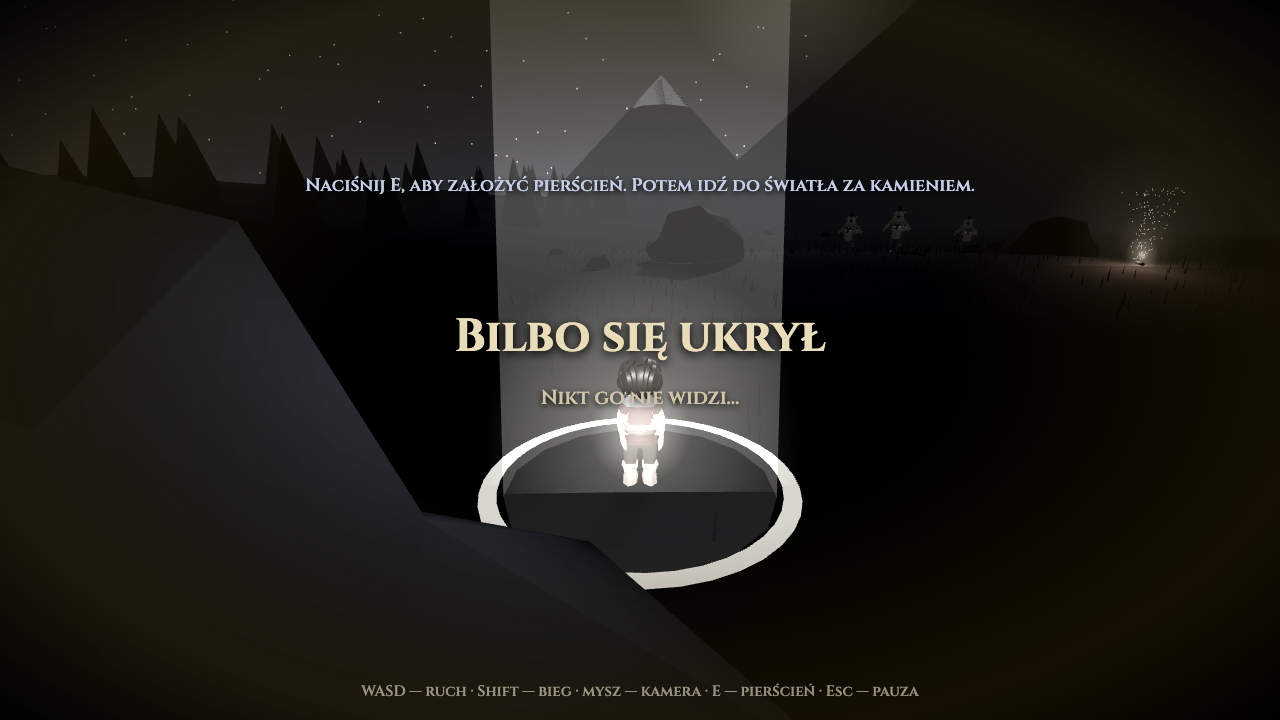 Naciśnij E, aby założyć pierścień. Potem idź do światła za kamieniem.
Bilbo się ukrył
Nikt go nie widzi...
WASD — ruch · Shift — bieg · mysz — kamera · E — pierścień · Esc — pauza